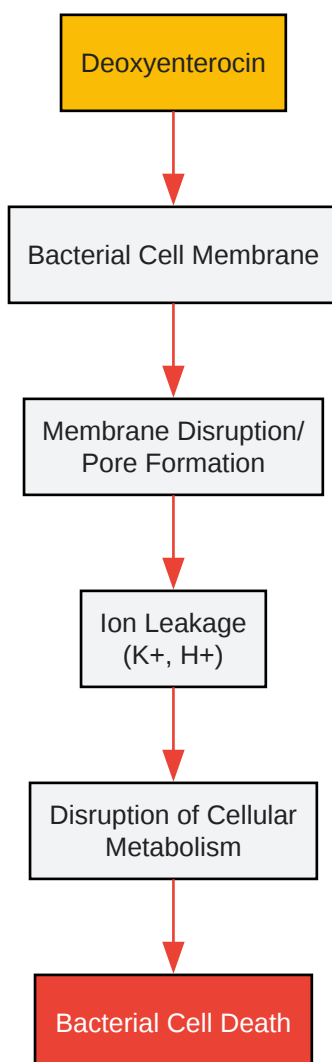 Deoxyenterocin
Bacterial Cell Membrane
Membrane Disruption/
Pore Formation
Ion Leakage
(K+, H+)
Disruption of Cellular
Metabolism
Bacterial Cell Death